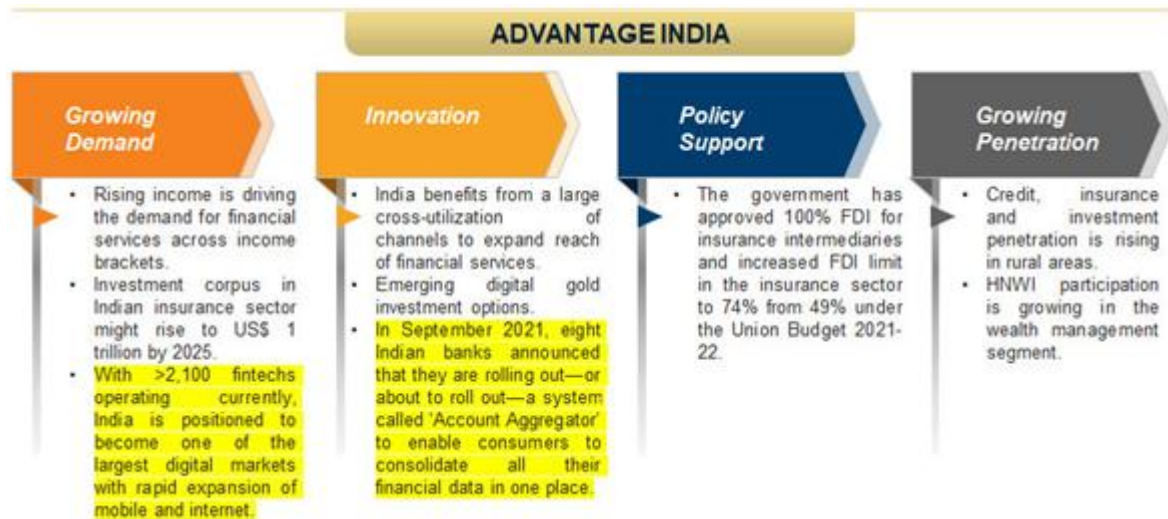 ADVANTAGE INDIA
Growing
Demand
• Rising income is driving
the demand for financial
services across income
brackets.
• Investment corpus in
Indian insurance sector
might rise to US$ 1
trillion by 2025.
• With >2,100 fintechs
operating currently,
India is positioned to
become one of the
largest digital markets
with rapid expansion of
mobile and internet.
Innovation
• India benefits from a large
cross-utilization of
channels to expand reach
of financial services.
• Emerging digital gold
investment options.
• In September 2021, eight
Indian banks announced
that they are rolling out—or
about to roll out—a system
called 'Account Aggregator'
to enable consumers to
consolidate all their
financial data in one place.
Policy
Support
• The government has
approved 100% FDI for
insurance intermediaries
and increased FDI limit
in the insurance sector
to 74% from 49% under
the Union Budget 2021-
22.
Growing
Penetration
• Credit, insurance
and investment
penetration is rising
in rural areas.
• HNWI participation
is growing in the
wealth management
segment.